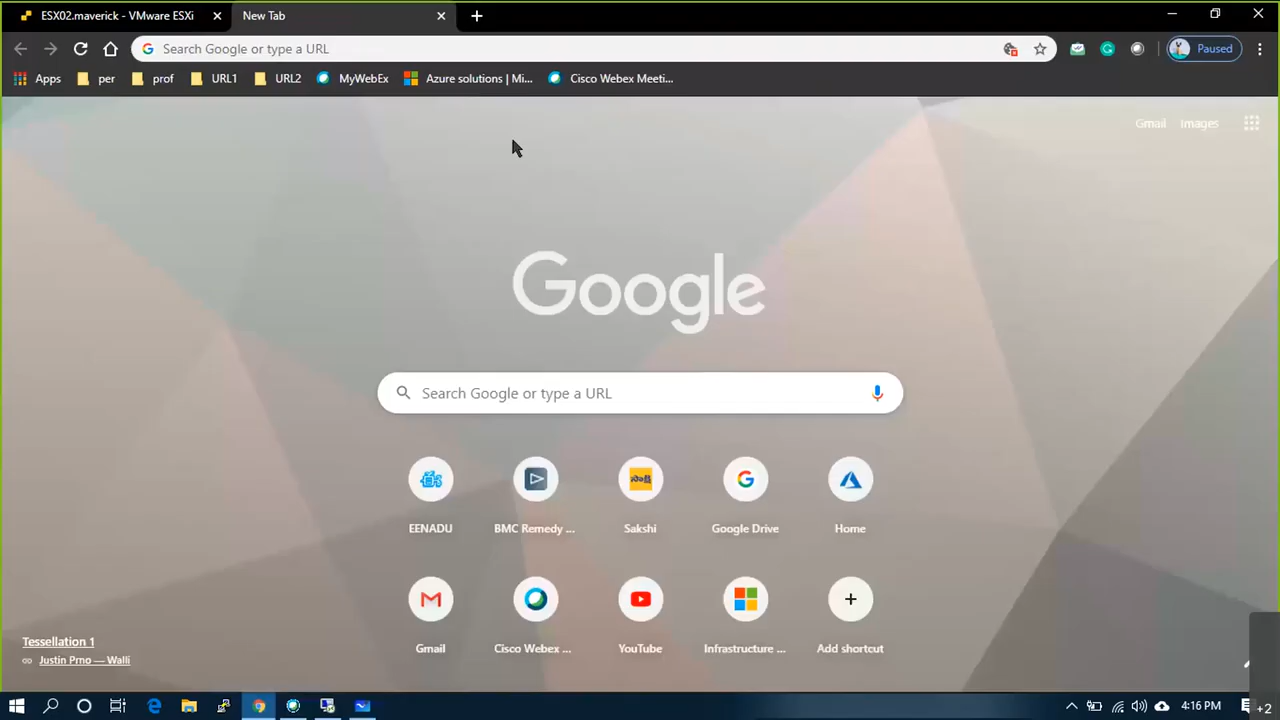 ESX02.maverick - VMware ESXi
New Tab
Search Google or type a URL
Paused
Apps
per
prof
URL1
URL2
MyWebEx
Azure solutions | Mi...
Cisco Webex Meeti...
Gmail
Images
Google
Search Google or type a URL
EENADU
BMC Remedy ...
Sakshi
Google Drive
Home
Gmail
Cisco Webex ...
YouTube
Infrastructure ...
Add shortcut
Tessellation 1
Justin Prno — Walli
4:16 PM
+2